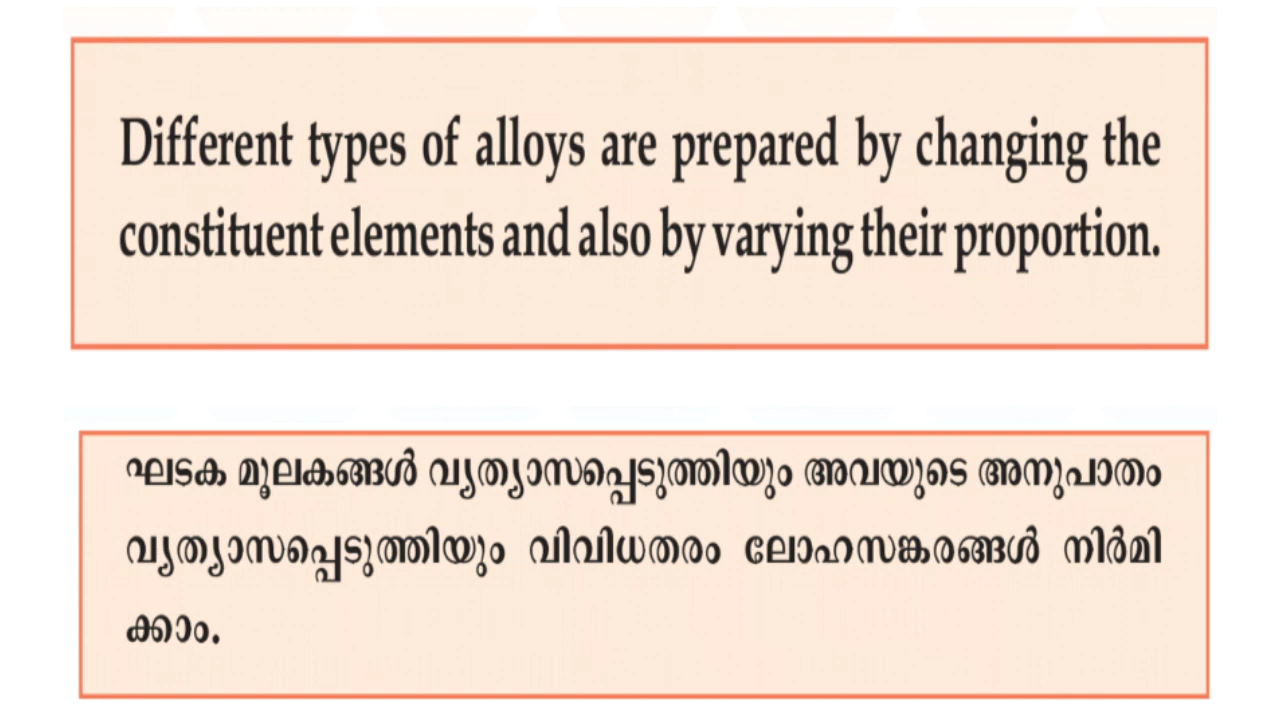 Different types of alloys are prepared by changing the
constituent elements and also by varying their proportion.
ഘടക മൂലകങ്ങൾ വ്യത്യാസപ്പെടുത്തിയും അവയുടെ അനുപാതം
വ്യത്യാസപ്പെടുത്തിയും വിവിധതരം ലോഹസങ്കരങ്ങൾ നിർമി
ക്കാം.